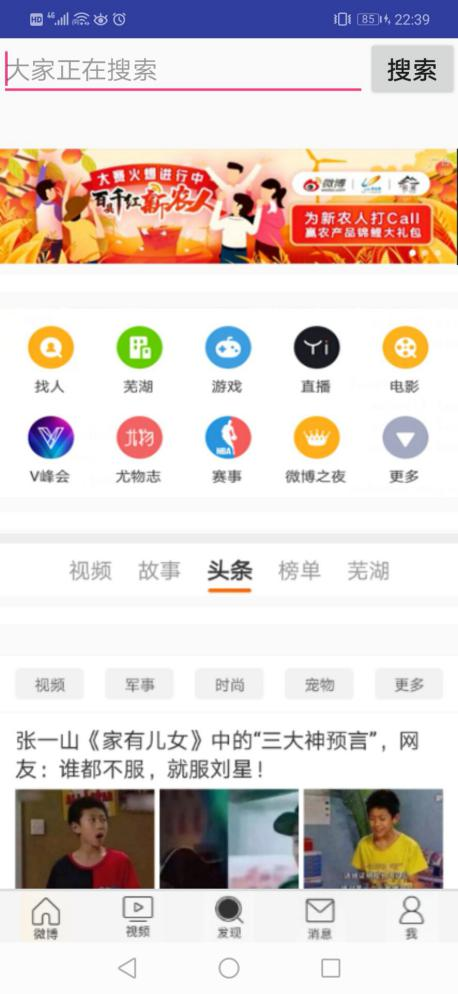 HD 4G 85 22:39
大家正在搜索
搜索
大赛火爆进行中
微博
百县千红新农人
为新农人打Call
赢农产品锦鲤大礼包
找人
芜湖
游戏
直播
电影
V峰会
尤物志
赛事
微博之夜
更多
视频
故事
头条
榜单
芜湖
视频
军事
时尚
宠物
更多
张一山《家有儿女》中的“三大神预言”，网
友：谁都不服，就服刘星！
微博
视频
发现
消息
我